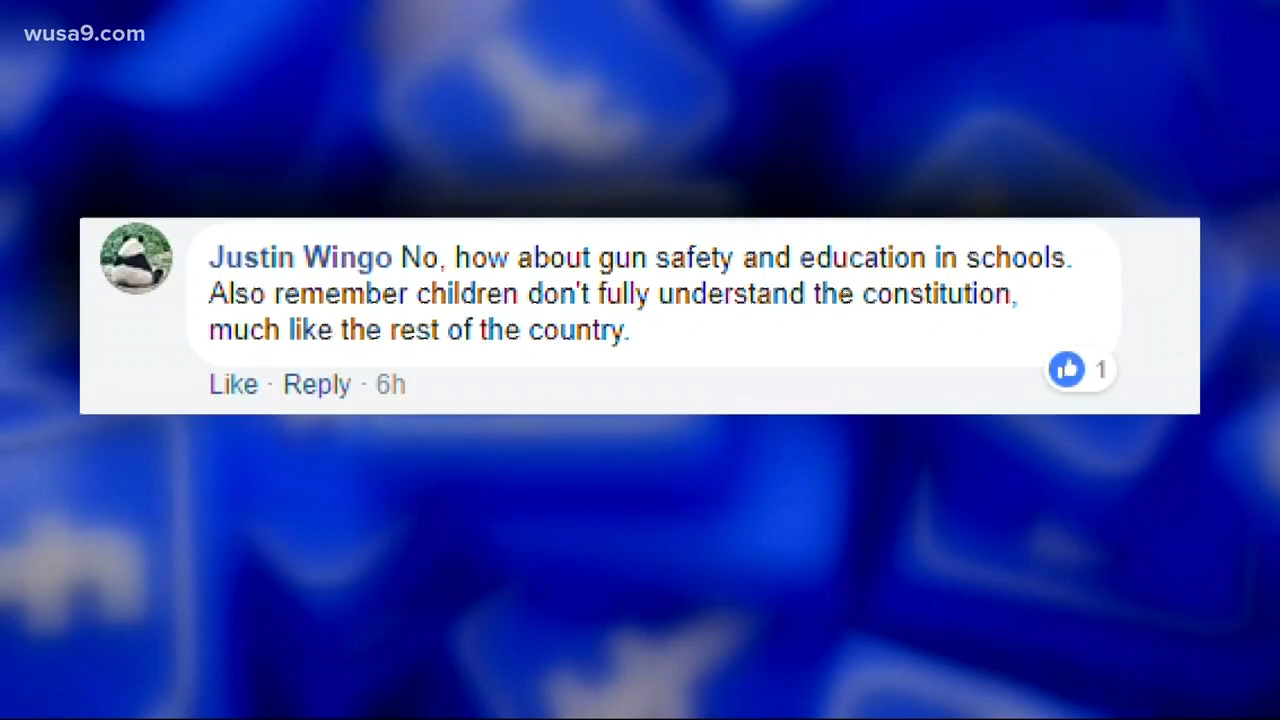 wusa9.com
Justin Wingo No, how about gun safety and education in schools.
Also remember children don't fully understand the constitution,
much like the rest of the country.
Like · Reply · 6h
1